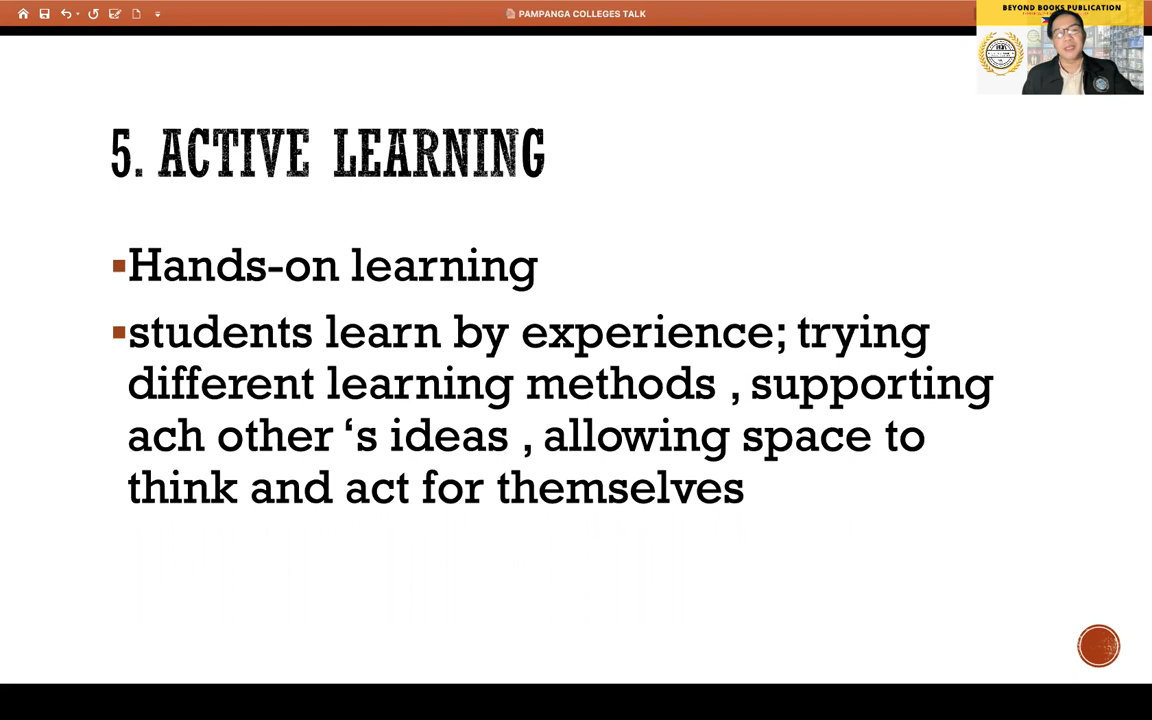 PAMPANGA COLLEGES TALK
BEYOND BOOKS PUBLICATION
5. ACTIVE LEARNING
▪Hands-on learning
▪students learn by experience; trying
different learning methods , supporting
ach other ‘s ideas , allowing space to
think and act for themselves